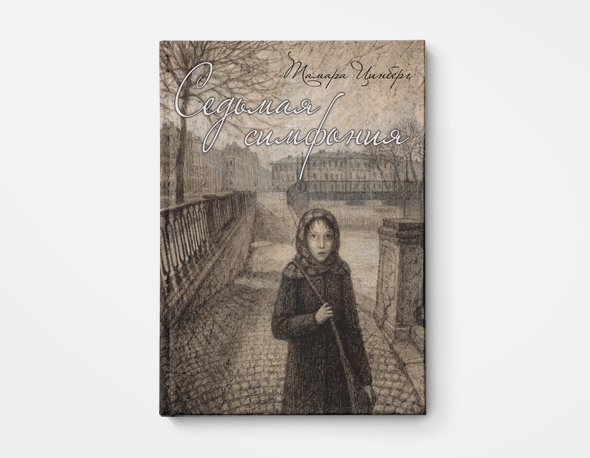 Тамара Цинберг
Седьмая
симфония